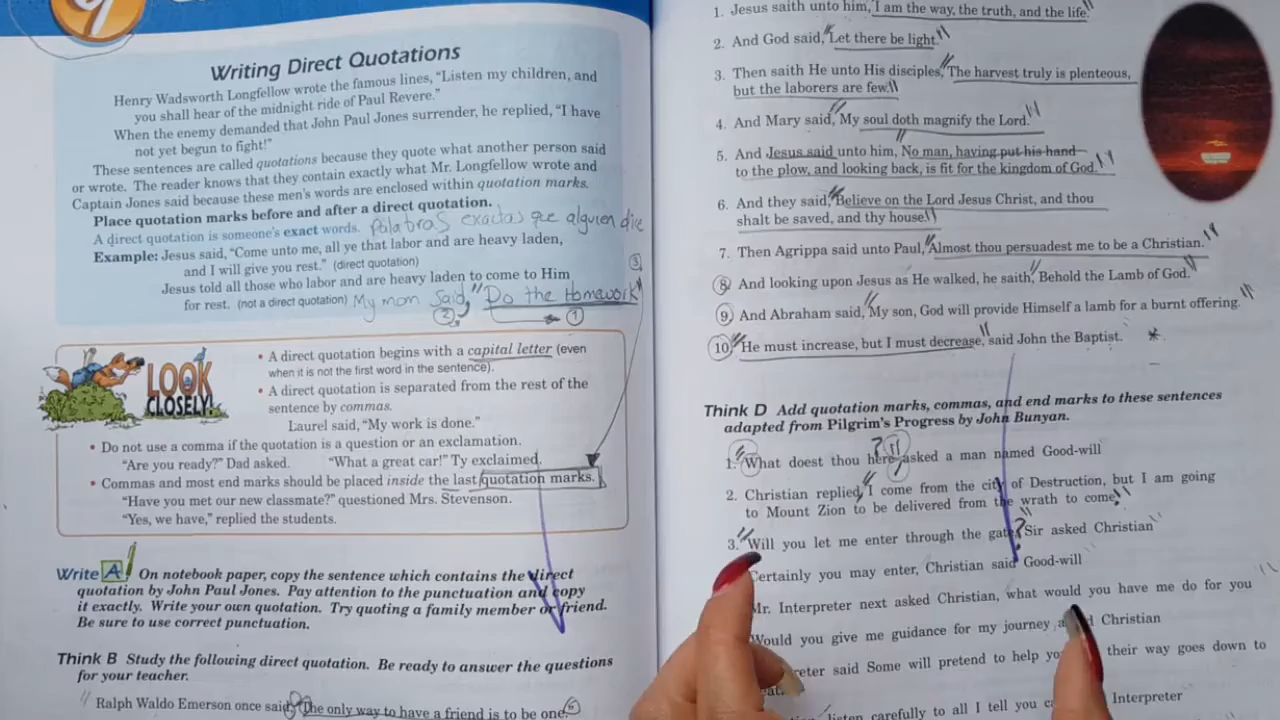 9
Writing Direct Quotations
Henry Wadsworth Longfellow wrote the famous lines, “Listen my children, and
you shall hear of the midnight ride of Paul Revere.”
When the enemy demanded that John Paul Jones surrender, he replied, “I have
not yet begun to fight!”
These sentences are called quotations because they quote what another person said
or wrote. The reader knows that they contain exactly what Mr. Longfellow wrote and
Captain Jones said because these men's words are enclosed within quotation marks.
Place quotation marks before and after a direct quotation.
A direct quotation is someone's exact words. Palabras exactas que alguien dice
Example: Jesus said, “Come unto me, all ye that labor and are heavy laden,
and I will give you rest.” (direct quotation)
Jesus told all those who labor and are heavy laden to come to Him
for rest. (not a direct quotation) My mom said, "Do the Homework"
3
2 1
LOOK
CLOSELY!
• A direct quotation begins with a capital letter (even
when it is not the first word in the sentence).
• A direct quotation is separated from the rest of the
sentence by commas.
Laurel said, “My work is done.”
• Do not use a comma if the quotation is a question or an exclamation.
“Are you ready?” Dad asked. “What a great car!” Ty exclaimed.
• Commas and most end marks should be placed inside the last quotation marks.
“Have you met our new classmate?” questioned Mrs. Stevenson.
“Yes, we have,” replied the students.
Write A On notebook paper, copy the sentence which contains the direct
quotation by John Paul Jones. Pay attention to the punctuation and copy
it exactly. Write your own quotation. Try quoting a family member or friend.
Be sure to use correct punctuation.
Think B Study the following direct quotation. Be ready to answer the questions
for your teacher.
Ralph Waldo Emerson once said, “The only way to have a friend is to be one.”
1. Jesus saith unto him, "I am the way, the truth, and the life."
2. And God said, "Let there be light."
3. Then saith He unto His disciples, "The harvest truly is plenteous,
but the laborers are few."
4. And Mary said, "My soul doth magnify the Lord."
5. And Jesus said unto him, "No man, having put his hand
to the plow, and looking back, is fit for the kingdom of God."
6. And they said, "Believe on the Lord Jesus Christ, and thou
shalt be saved, and thy house."
7. Then Agrippa said unto Paul, "Almost thou persuadest me to be a Christian."
8. And looking upon Jesus as He walked, he saith, "Behold the Lamb of God."
9. And Abraham said, "My son, God will provide Himself a lamb for a burnt offering."
10. "He must increase, but I must decrease," said John the Baptist. *
Think D Add quotation marks, commas, and end marks to these sentences
adapted from Pilgrim's Progress by John Bunyan.
1. "What doest thou here?" asked a man named Good-will
2. Christian replied, "I come from the city of Destruction, but I am going
to Mount Zion to be delivered from the wrath to come."
3. "Will you let me enter through the gate? Sir asked Christian
Certainly you may enter, Christian said Good-will
Mr. Interpreter next asked Christian, what would you have me do for you
Would you give me guidance for my journey Christian
said Some will pretend to help their way goes down to
listen carefully to all I tell you Interpreter